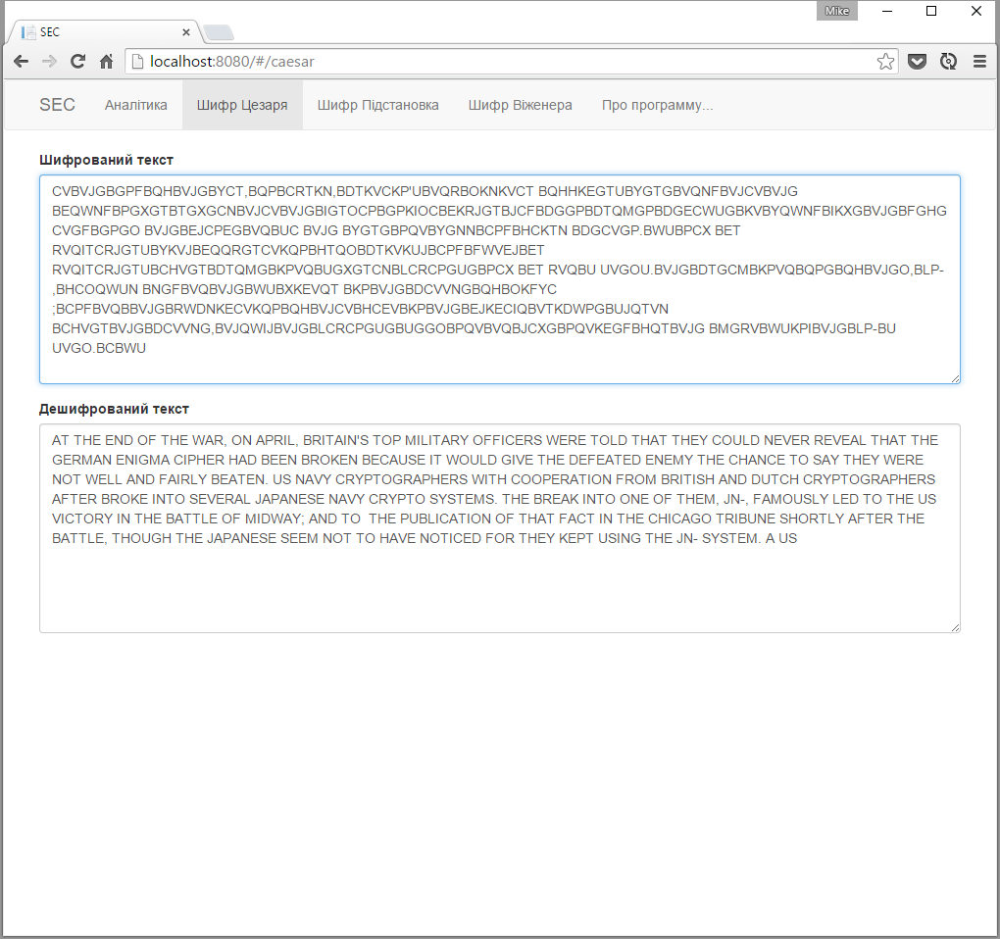 Mike
SEC
localhost:8080/#/caesar
SEC Аналітика Шифр Цезаря Шифр Підстановка Шифр Віженера Про программу...
Шифрований текст
CVBVJGBGPFBQHBVJGBYCT,BQPBCRTKN,BDTKVCKP'UBVQRBOKNKVCT BQHHKEGTUBYGTGBVQNFBVJCVBVJG
BEQWNFBPGXGTBTGXGCNBVJCVBVJGBIGTOCPBGPKIOCBEKRJGTBJCFBDGGPBDTQMGPBDGECWUGBKVBYQWNFBIKXGBVJGBFGHG
CVGFBGPGO BVJGBEJCPEGBVQBUC BVJG BYGTGBPQVBYGNNBCPFBHCKTN BDGCVGP.BWUBPCX BET
RVQITCRJGTUBYKVJBEQQRGTCVKQPBHTQOBDTKVKUJBCPFBFWVEJBET
RVQITCRJGTUBCHVGTBDTQMGBKPVQBUGXGTCNBLCRCPGUGBPCX BET RVQBU UVGOU.BVJGBDTGCMBKPVQBQPGBQHBVJGO,BLP-
,BHCOQWUN BNGFBVQBVJGBWUBXKEVQT BKPBVJGBDCVVNGBQHBOKFYC
;BCPFBVQBBVJGBRWDNKECVKQPBQHBVJCVBHCEVBKPBVJGBEJKECIQBVTKDWPGBUJQTVN
BCHVGTBVJGBDCVVNG,BVJQWIJBVJGBLCRCPGUGBUGGOBPQVBVQBJCXGBPQVKEGFBHQTBVJG BMGRVBWUKPIBVJGBLP-BU
UVGO.BCBWU
Дешифрований текст
AT THE END OF THE WAR, ON APRIL, BRITAIN'S TOP MILITARY OFFICERS WERE TOLD THAT THEY COULD NEVER REVEAL THAT THE
GERMAN ENIGMA CIPHER HAD BEEN BROKEN BECAUSE IT WOULD GIVE THE DEFEATED ENEMY THE CHANCE TO SAY THEY WERE
NOT WELL AND FAIRLY BEATEN. US NAVY CRYPTOGRAPHERS WITH COOPERATION FROM BRITISH AND DUTCH CRYPTOGRAPHERS
AFTER BROKE INTO SEVERAL JAPANESE NAVY CRYPTO SYSTEMS. THE BREAK INTO ONE OF THEM, JN-, FAMOUSLY LED TO THE US
VICTORY IN THE BATTLE OF MIDWAY; AND TO  THE PUBLICATION OF THAT FACT IN THE CHICAGO TRIBUNE SHORTLY AFTER THE
BATTLE, THOUGH THE JAPANESE SEEM NOT TO HAVE NOTICED FOR THEY KEPT USING THE JN- SYSTEM. A US